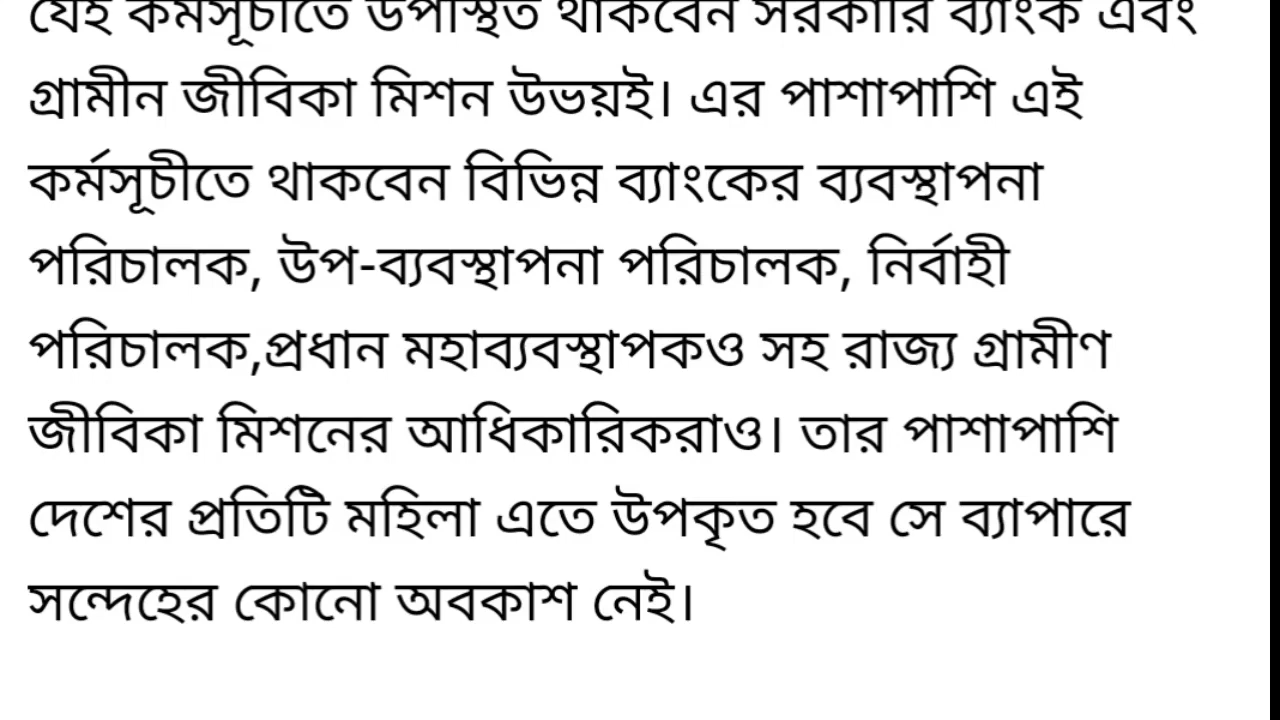 যেই কর্মসূচীতে উপস্থিত থাকবেন সরকারি ব্যাংক এবং
গ্রামীন জীবিকা মিশন উভয়ই। এর পাশাপাশি এই
কর্মসূচীতে থাকবেন বিভিন্ন ব্যাংকের ব্যবস্থাপনা
পরিচালক, উপ-ব্যবস্থাপনা পরিচালক, নির্বাহী
পরিচালক,প্রধান মহাব্যবস্থাপকও সহ রাজ্য গ্রামীণ
জীবিকা মিশনের আধিকারিকরাও। তার পাশাপাশি
দেশের প্রতিটি মহিলা এতে উপকৃত হবে সে ব্যাপারে
সন্দেহের কোনো অবকাশ নেই।